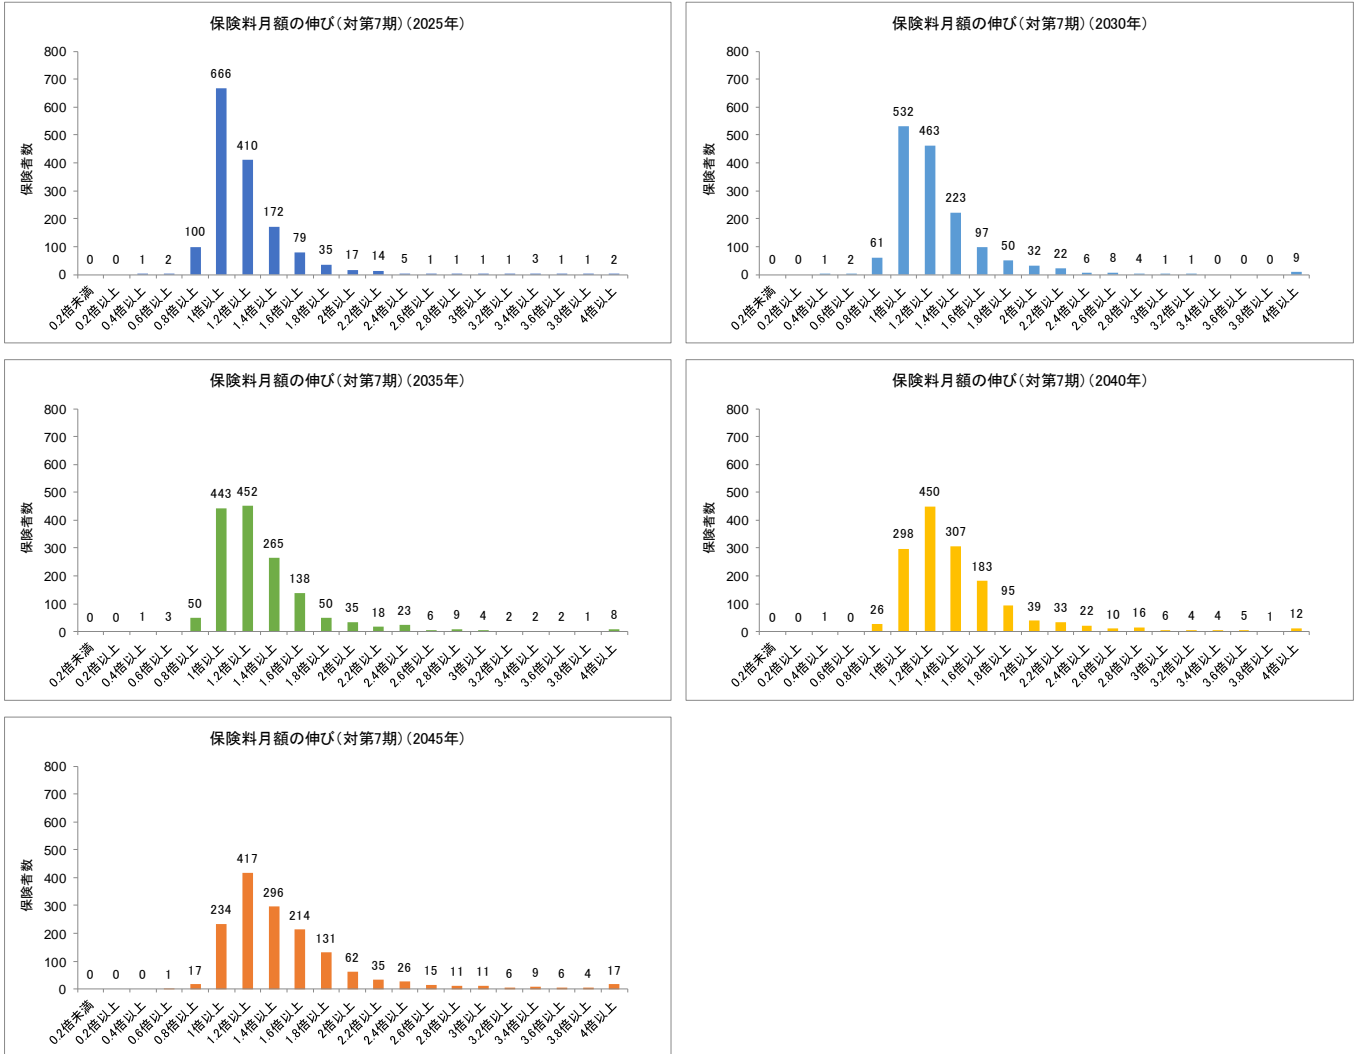 保険料月額の伸び(対第7期)(2025年)
保険者数
800
700
600
500
400
300
200
100
0
0 0 1 2 100 666 410 172 79 35 17 14 5 1 1 1 1 3 1 1 2
0.2倍未満 0.2倍以上 0.4倍以上 0.6倍以上 0.8倍以上 1倍以上 1.2倍以上 1.4倍以上 1.6倍以上 1.8倍以上 2倍以上 2.2倍以上 2.4倍以上 2.6倍以上 2.8倍以上 3倍以上 3.2倍以上 3.4倍以上 3.6倍以上 3.8倍以上 4倍以上
保険料月額の伸び(対第7期)(2030年)
保険者数
800
700
600
500
400
300
200
100
0
0 0 1 2 61 532 463 223 97 50 32 22 6 8 4 1 1 0 0 0 9
0.2倍未満 0.2倍以上 0.4倍以上 0.6倍以上 0.8倍以上 1倍以上 1.2倍以上 1.4倍以上 1.6倍以上 1.8倍以上 2倍以上 2.2倍以上 2.4倍以上 2.6倍以上 2.8倍以上 3倍以上 3.2倍以上 3.4倍以上 3.6倍以上 3.8倍以上 4倍以上
保険料月額の伸び(対第7期)(2035年)
保険者数
800
700
600
500
400
300
200
100
0
0 0 1 3 50 443 452 265 138 50 35 18 23 6 9 4 2 2 2 1 8
0.2倍未満 0.2倍以上 0.4倍以上 0.6倍以上 0.8倍以上 1倍以上 1.2倍以上 1.4倍以上 1.6倍以上 1.8倍以上 2倍以上 2.2倍以上 2.4倍以上 2.6倍以上 2.8倍以上 3倍以上 3.2倍以上 3.4倍以上 3.6倍以上 3.8倍以上 4倍以上
保険料月額の伸び(対第7期)(2040年)
保険者数
800
700
600
500
400
300
200
100
0
0 0 1 0 26 298 450 307 183 95 39 33 22 10 16 6 4 4 5 1 12
0.2倍未満 0.2倍以上 0.4倍以上 0.6倍以上 0.8倍以上 1倍以上 1.2倍以上 1.4倍以上 1.6倍以上 1.8倍以上 2倍以上 2.2倍以上 2.4倍以上 2.6倍以上 2.8倍以上 3倍以上 3.2倍以上 3.4倍以上 3.6倍以上 3.8倍以上 4倍以上
保険料月額の伸び(対第7期)(2045年)
保険者数
800
700
600
500
400
300
200
100
0
0 0 0 1 17 234 417 296 214 131 62 35 26 15 11 11 6 9 6 4 17
0.2倍未満 0.2倍以上 0.4倍以上 0.6倍以上 0.8倍以上 1倍以上 1.2倍以上 1.4倍以上 1.6倍以上 1.8倍以上 2倍以上 2.2倍以上 2.4倍以上 2.6倍以上 2.8倍以上 3倍以上 3.2倍以上 3.4倍以上 3.6倍以上 3.8倍以上 4倍以上